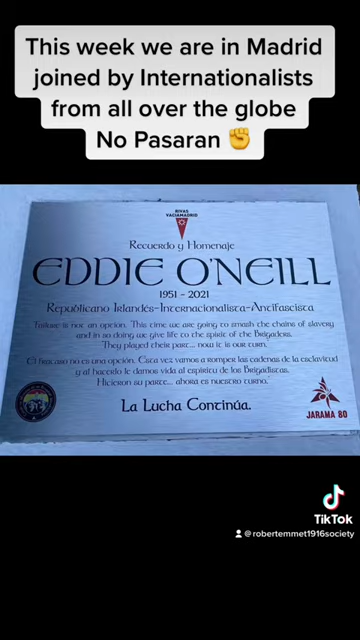 This week we are in Madrid
joined by Internationalists
from all over the globe
No Pasaran ✊
RIVAS
VACIAMADRID
Recuerdo y Homenaje
EDDIE O'NEILL
1951 - 2021
Republicano Irlandés-Internacionalista-Antifascista
Failure is not an option. This time we are going to smash the chains of slavery
and in so doing we give life to the spirit of the Brigaders.
They played their part... now it is our turn.
El fracaso no es una opción. Esta vez vamos a romper las cadenas de la esclavitud
y al hacerlo le damos vida al espíritu de los Brigadistas.
Hicieron su parte... ahora es nuestro turno.
La Lucha Continúa.
JARAMA 80
TikTok
@robertemmet1916society